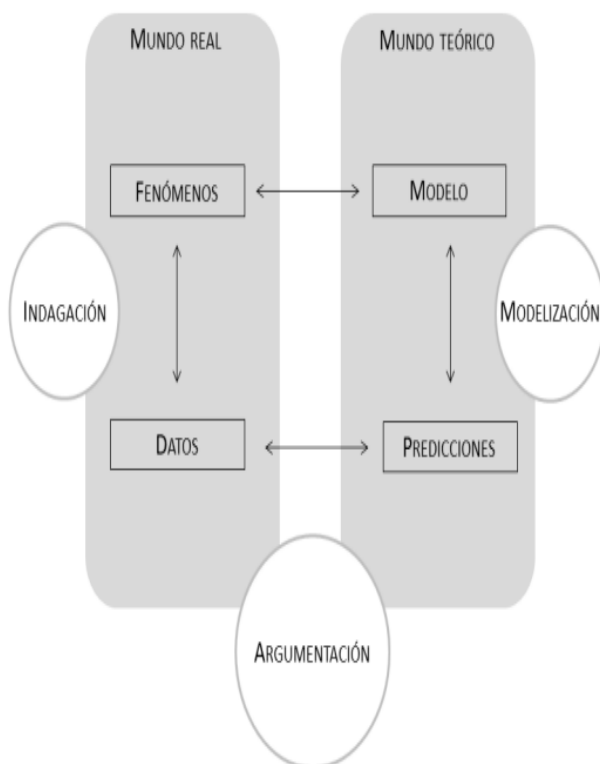 MUNDO REAL
MUNDO TEÓRICO
FENÓMENOS
MODELO
INDAGACIÓN
MODELIZACIÓN
DATOS
PREDICCIONES
ARGUMENTACIÓN